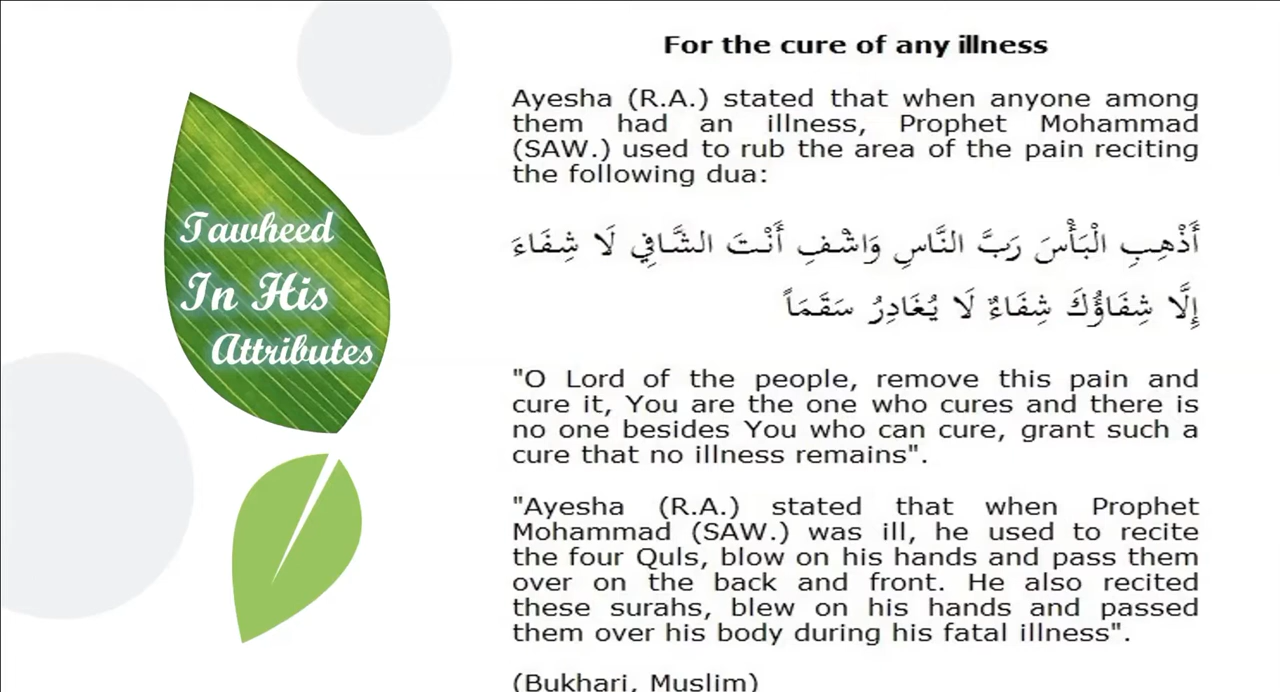 Tawheed
In His
Attributes
For the cure of any illness
Ayesha (R.A.) stated that when anyone among
them had an illness, Prophet Mohammad
(SAW.) used to rub the area of the pain reciting
the following dua:
أَذْهِبِ الْبَأْسَ رَبَّ النَّاسِ وَاشْفِ أَنْتَ الشَّافِي لَا شِفَاءَ
إِلَّا شِفَاؤُكَ شِفَاءً لَا يُغَادِرُ سَقَمَاً
"O Lord of the people, remove this pain and
cure it, You are the one who cures and there is
no one besides You who can cure, grant such a
cure that no illness remains".
"Ayesha (R.A.) stated that when Prophet
Mohammad (SAW.) was ill, he used to recite
the four Quls, blow on his hands and pass them
over on the back and front. He also recited
these surahs, blew on his hands and passed
them over his body during his fatal illness".
(Bukhari, Muslim)